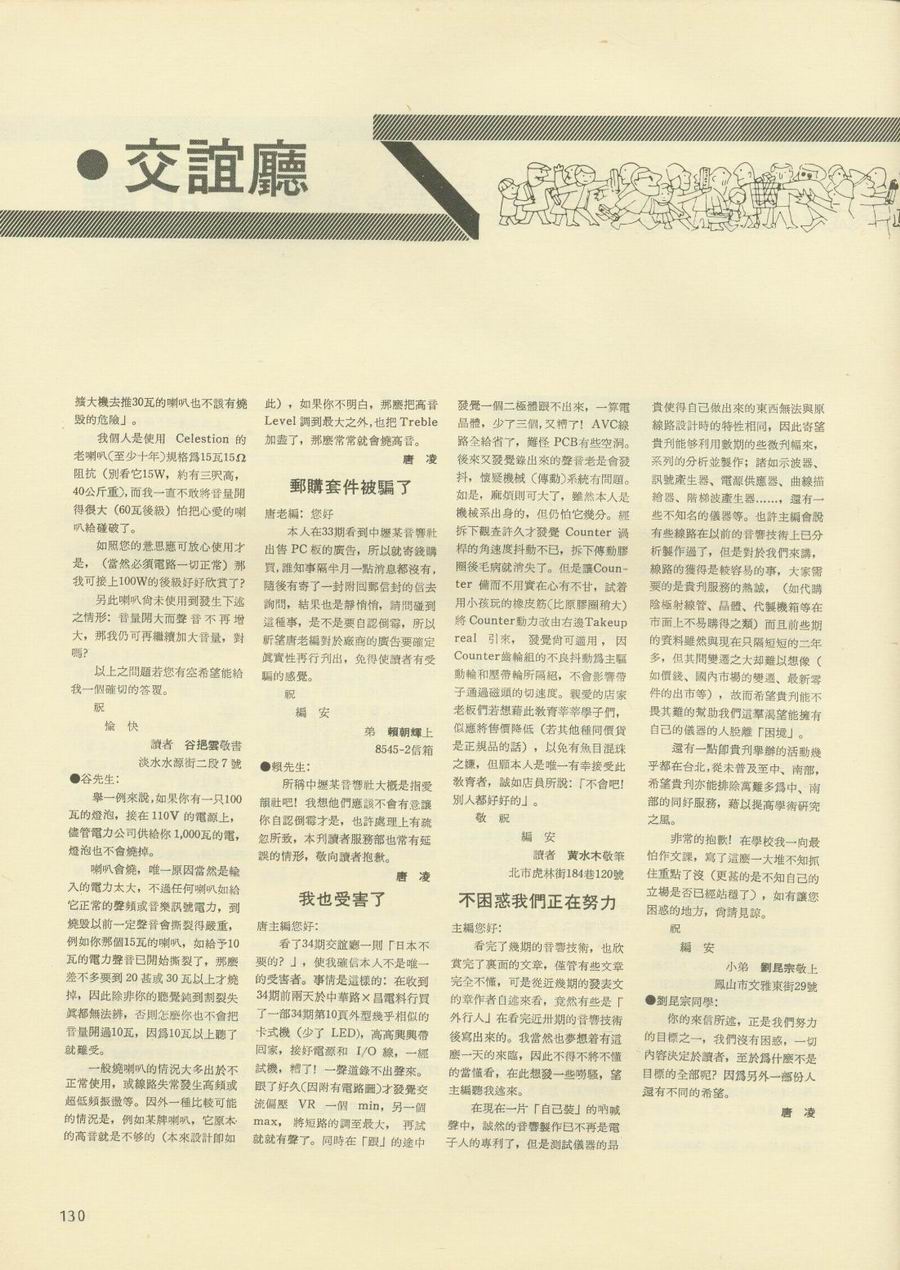 ●交誼廳
擴大機去推30瓦的喇叭也不該有燒
毀的危險」。
我個人是使用 Celestion 的
老喇叭(至少十年)規格爲15瓦15Ω
阻抗（別看它15W，約有三呎高，
40公斤重),而我一直不敢將音量開
得很大（60瓦後級）怕把心愛的喇
叭給碰破了。
如照您的意思應可放心使用才
是，（當然必須電路一切正常）那
我可接上100W的後級好好欣賞了?
另此喇叭尙未使用到發生下述
之情形：音量開大而聲音不再增
大，那我仍可再繼續加大音量，對
嗎?
以上之問題若您有空希望能給
我一個確切的答覆。
祝
愉 快
讀者 谷挹雲敬書
淡水水源街二段7號
●谷先生：
舉一例來說,如果你有一只100
瓦的燈泡，接在 110V 的電源上，
儘管電力公司供給你 1,000瓦的電，
燈泡也不會燒掉。
喇叭會燒，唯一原因當然是輸
入的電力太大，不過任何喇叭如給
它正常的聲頻或音樂訊號電力，到
燒毀以前一定聲音會撕裂得嚴重，
例如你那個15瓦的喇叭，如給予10
瓦的電力聲音已開始撕裂了，那麽
差不多要到 20 甚或 30 瓦以上才燒
掉，因此除非你的聽覺鈍到割裂失
眞都無法辨，否則怎麽你也不會把
音量開過10瓦，因爲10瓦以上聽了
就難受。
一般燒喇叭的情況大多出於不
正常使用，或線路失常發生高頻或
超低頻振盪等。因外一種比較可能
的情況是，例如某牌喇叭，它原本
的高音就是不够的（本來設計卽如
此），如果你不明白，那麽把高音
Level 調到最大之外,也把 Treble
加盡了，那麽常常就會燒高音。
唐 凌
郵購套件被騙了
唐老編：您好
本人在33期看到中壢某音響社
出售 PC 板的廣告，所以就寄錢購
買,誰知事隔半月一點消息都沒有,
隨後有寄了一封附回郵信封的信去
詢問，結果也是靜悄悄，請問碰到
這種事，是不是要自認倒霉，所以
祈望唐老編對於廠商的廣告要確定
眞實性再行刋出，免得使讀者有受
騙的感覺。
祝
編 安
弟 賴朝輝上
8545-2信箱
●賴先生：
所稱中壢某音響社大概是指愛
韻社吧！我想他們應該不會有意讓
你自認倒霉才是，也許處理上有疏
忽所致，本刋讀者服務部也常有延
誤的情形，敬向讀者抱歉。
唐 凌
我也受害了
唐主編您好：
看了34期交誼廳一則「日本不
要的?」，使我確信本人不是唯一
的受害者。事情是這樣的：在收到
34期前兩天於中華路×昌電料行買
了一部34期第10頁外型幾乎相似的
卡式機（少了 LED)，高高興興帶
回家，接好電源和 I/O 線，一經
試機，糟了！一聲道錄不出聲來。
跟了好久(因附有電路圖)才發覺交
流偏壓 VR 一個 min，另一個
max， 將短路的調至最大， 再試
就就有聲了。同時在「跟」的途中
發覺一個二極體跟不出來，一算電
晶體，少了三個,又糟了！AVC線
路全給省了，難怪 PCB有些空洞。
後來又發覺錄出來的聲音老是會發
抖，懷疑機械（傳動)系統有問題。
如是，麻煩則可大了，雖然本人是
機械系出身的，但仍怕它幾分。經
拆下觀查許久才發覺 Counter 渦
桿的角速度抖動不已，拆下傳動膠
圈後毛病就消失了。但是讓Coun-
ter 備而不用實在心有不甘，試着
用小孩玩的橡皮筋(比原膠圈稍大)
將 Counter動力改由右邊Takeup
real 引來， 發覺尙可適用， 因
Counter齒輪組的不良抖動爲主驅
動輪和壓帶輪所隔絕，不會影響帶
子通過磁頭的切速度。親愛的店家
老板們若想藉此敎育莘莘學子們，
似應將售價降低（若其他種同價貨
是正規品的話），以免有魚目混珠
之嫌，但願本人是唯一有幸接受此
敎育者，誠如店員所說:「不會吧!
別人都好好的」。
敬 祝
編 安
讀者 黃水木敬筆
北市虎林街184巷120號
不困惑我們正在努力
主編您好：
看完了幾期的音響技術，也欣
賞完了裏面的文章，僅管有些文章
完全不懂，可是從近幾期的發表文
的章作者自述來看，竟然有些是「
外行人」在看完近卅期的音響技術
後寫出來的。我當然也夢想着有這
麽一天的來臨，因此不得不將不懂
的當懂看，在此想發一些嘮騷，望
主編聽我述來。
在現在一片「自己裝」的吶喊
聲中，誠然的音響製作已不再是電
子人的專利了，但是測試儀器的昂
貴使得自己做出來的東西無法與原
線路設計時的特性相同，因此寄望
貴刋能够利用數期的些微刋幅來，
系列的分析並製作；諸如示波器、
訊號產生器、電源供應器、曲線描
繪器、階梯波產生器……，還有一
些不知名的儀器等。也許主編會說
有些線路在以前的音響技術上已分
析製作過了，但是對於我們來講，
線路的獲得是較容易的事，大家需
要的是貴刋服務的熱誠，（如代購
陰極射線管、晶體、代製機箱等在
市面上不易購得之類）而且前些期
的資料雖然與現在只隔短短的二年
多，但其間變遷之大却難以想像（
如價錢、國內市場的變遷、最新零
件的出市等），故而希望貴刋能不
畏其難的幫助我們這羣渴望能擁有
自己的儀器的人脫離「困境」。
還有一點卽貴刋舉辦的活動幾
乎都在台北,從未普及至中、南部,
希望貴刋亦能排除萬難多爲中、南
部的同好服務，藉以提高學術硏究
之風。
非常的抱歉！在學校我一向最
怕作文課，寫了這麽一大堆不知抓
住重點了沒（更甚的是不知自己的
立場是否已經站穩了），如有讓您
困惑的地方，尙請見諒。
祝
編 安
小弟 劉昆宗敬上
鳳山市文雅東街29號
●劉昆宗同學：
你的來信所述，正是我們努力
的目標之一，我們沒有困惑，一切
內容決定於讀者，至於爲什麽不是
目標的全部呢？因爲另外一部份人
還有不同的希望。
唐 凌
130